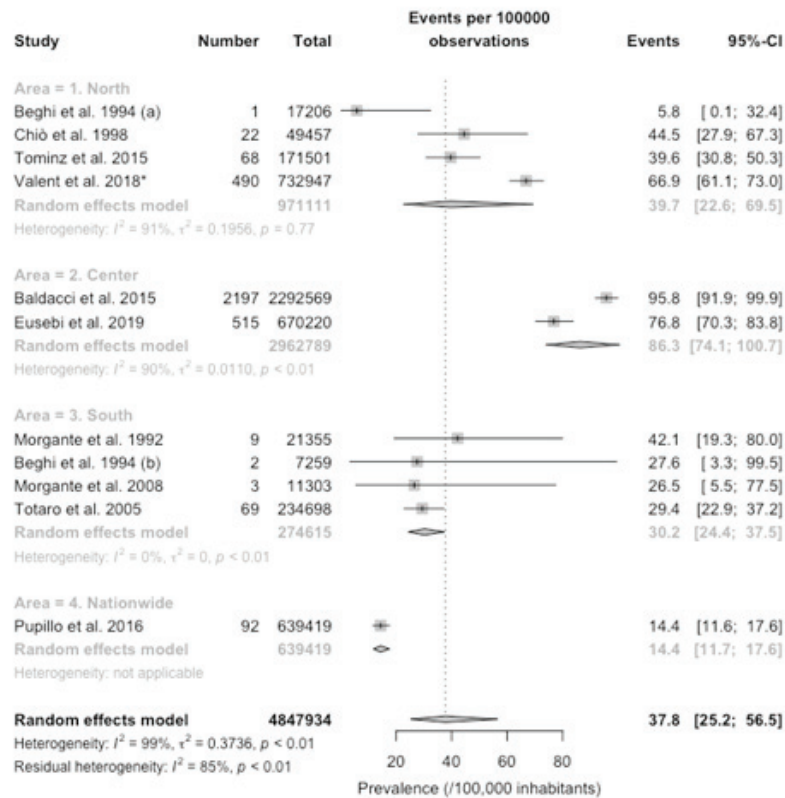 Events per 100000
Study Number Total observations Events 95%-CI
Area = 1. North
Beghi et al. 1994 (a) 1 17206 5.8 [ 0.1; 32.4]
Chiò et al. 1998 22 49457 44.5 [27.9; 67.3]
Tominz et al. 2015 68 171501 39.6 [30.8; 50.3]
Valent et al. 2018* 490 732947 66.9 [61.1; 73.0]
Random effects model 971111 39.7 [22.6; 69.5]
Heterogeneity: I² = 91%, τ² = 0.1956, p = 0.77
Area = 2. Center
Baldacci et al. 2015 2197 2292569 95.8 [91.9; 99.9]
Eusebi et al. 2019 515 670220 76.8 [70.3; 83.8]
Random effects model 2962789 86.3 [74.1; 100.7]
Heterogeneity: I² = 90%, τ² = 0.0110, p < 0.01
Area = 3. South
Morgante et al. 1992 9 21355 42.1 [19.3; 80.0]
Beghi et al. 1994 (b) 2 7259 27.6 [ 3.3; 99.5]
Morgante et al. 2008 3 11303 26.5 [ 5.5; 77.5]
Totaro et al. 2005 69 234698 29.4 [22.9; 37.2]
Random effects model 274615 30.2 [24.4; 37.5]
Heterogeneity: I² = 0%, τ² = 0, p < 0.01
Area = 4. Nationwide
Pupillo et al. 2016 92 639419 14.4 [11.6; 17.6]
Random effects model 639419 14.4 [11.7; 17.6]
Heterogeneity: not applicable
Random effects model 4847934 37.8 [25.2; 56.5]
Heterogeneity: I² = 99%, τ² = 0.3736, p < 0.01
Residual heterogeneity: I² = 85%, p < 0.01
20 40 60 80
Prevalence (/100,000 inhabitants)